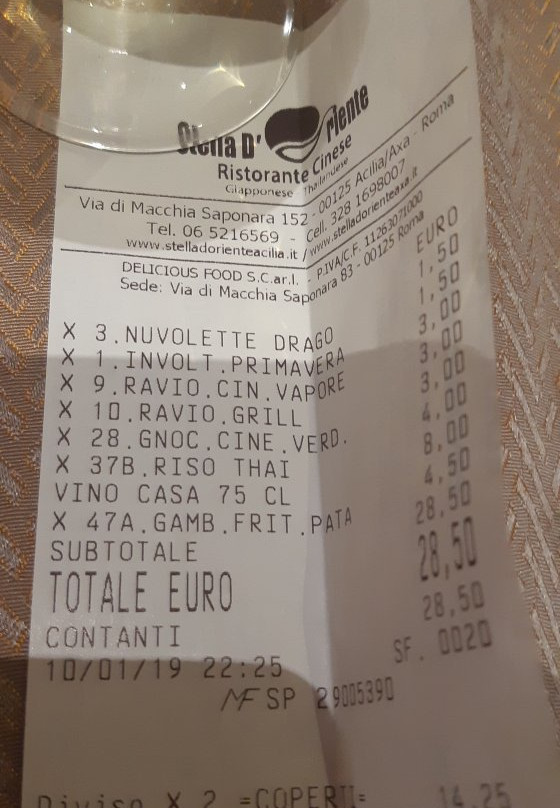 Stella D'Oriente
Ristorante Cinese
Giapponese Thailandese
Via di Macchia Saponara 152 - 00125 Acilia/Axa - Roma
Tel. 06 5216569 - Cell. 328 1698007
www.stelladorienteacilia.it / www.stelladorienteaxa.it
DELICIOUS FOOD S.C.ar.l. - P.IVA/C.F. 11262071000
Sede: Via di Macchia Saponara 83 - 00125 Roma
EURO
X 3.NUVOLETTE DRAGO 1,50
X 1.INVOLT.PRIMAVERA 1,50
X 9.RAVIO.CIN.VAPORE 3,00
X 10.RAVIO.GRILL 3,00
X 28.GNOC.CINE.VERD. 3,00
X 37B.RISO THAI 4,00
VINO CASA 75 CL 8,00
X 47A.GAMB.FRIT.PATA 4,50
SUBTOTALE 28,50
TOTALE EURO 28,50
CONTANTI 28,50
10/01/19 22:25 SF. 0020
MF SP 29005390
Diviso X 2 =COPERTI= 14,25